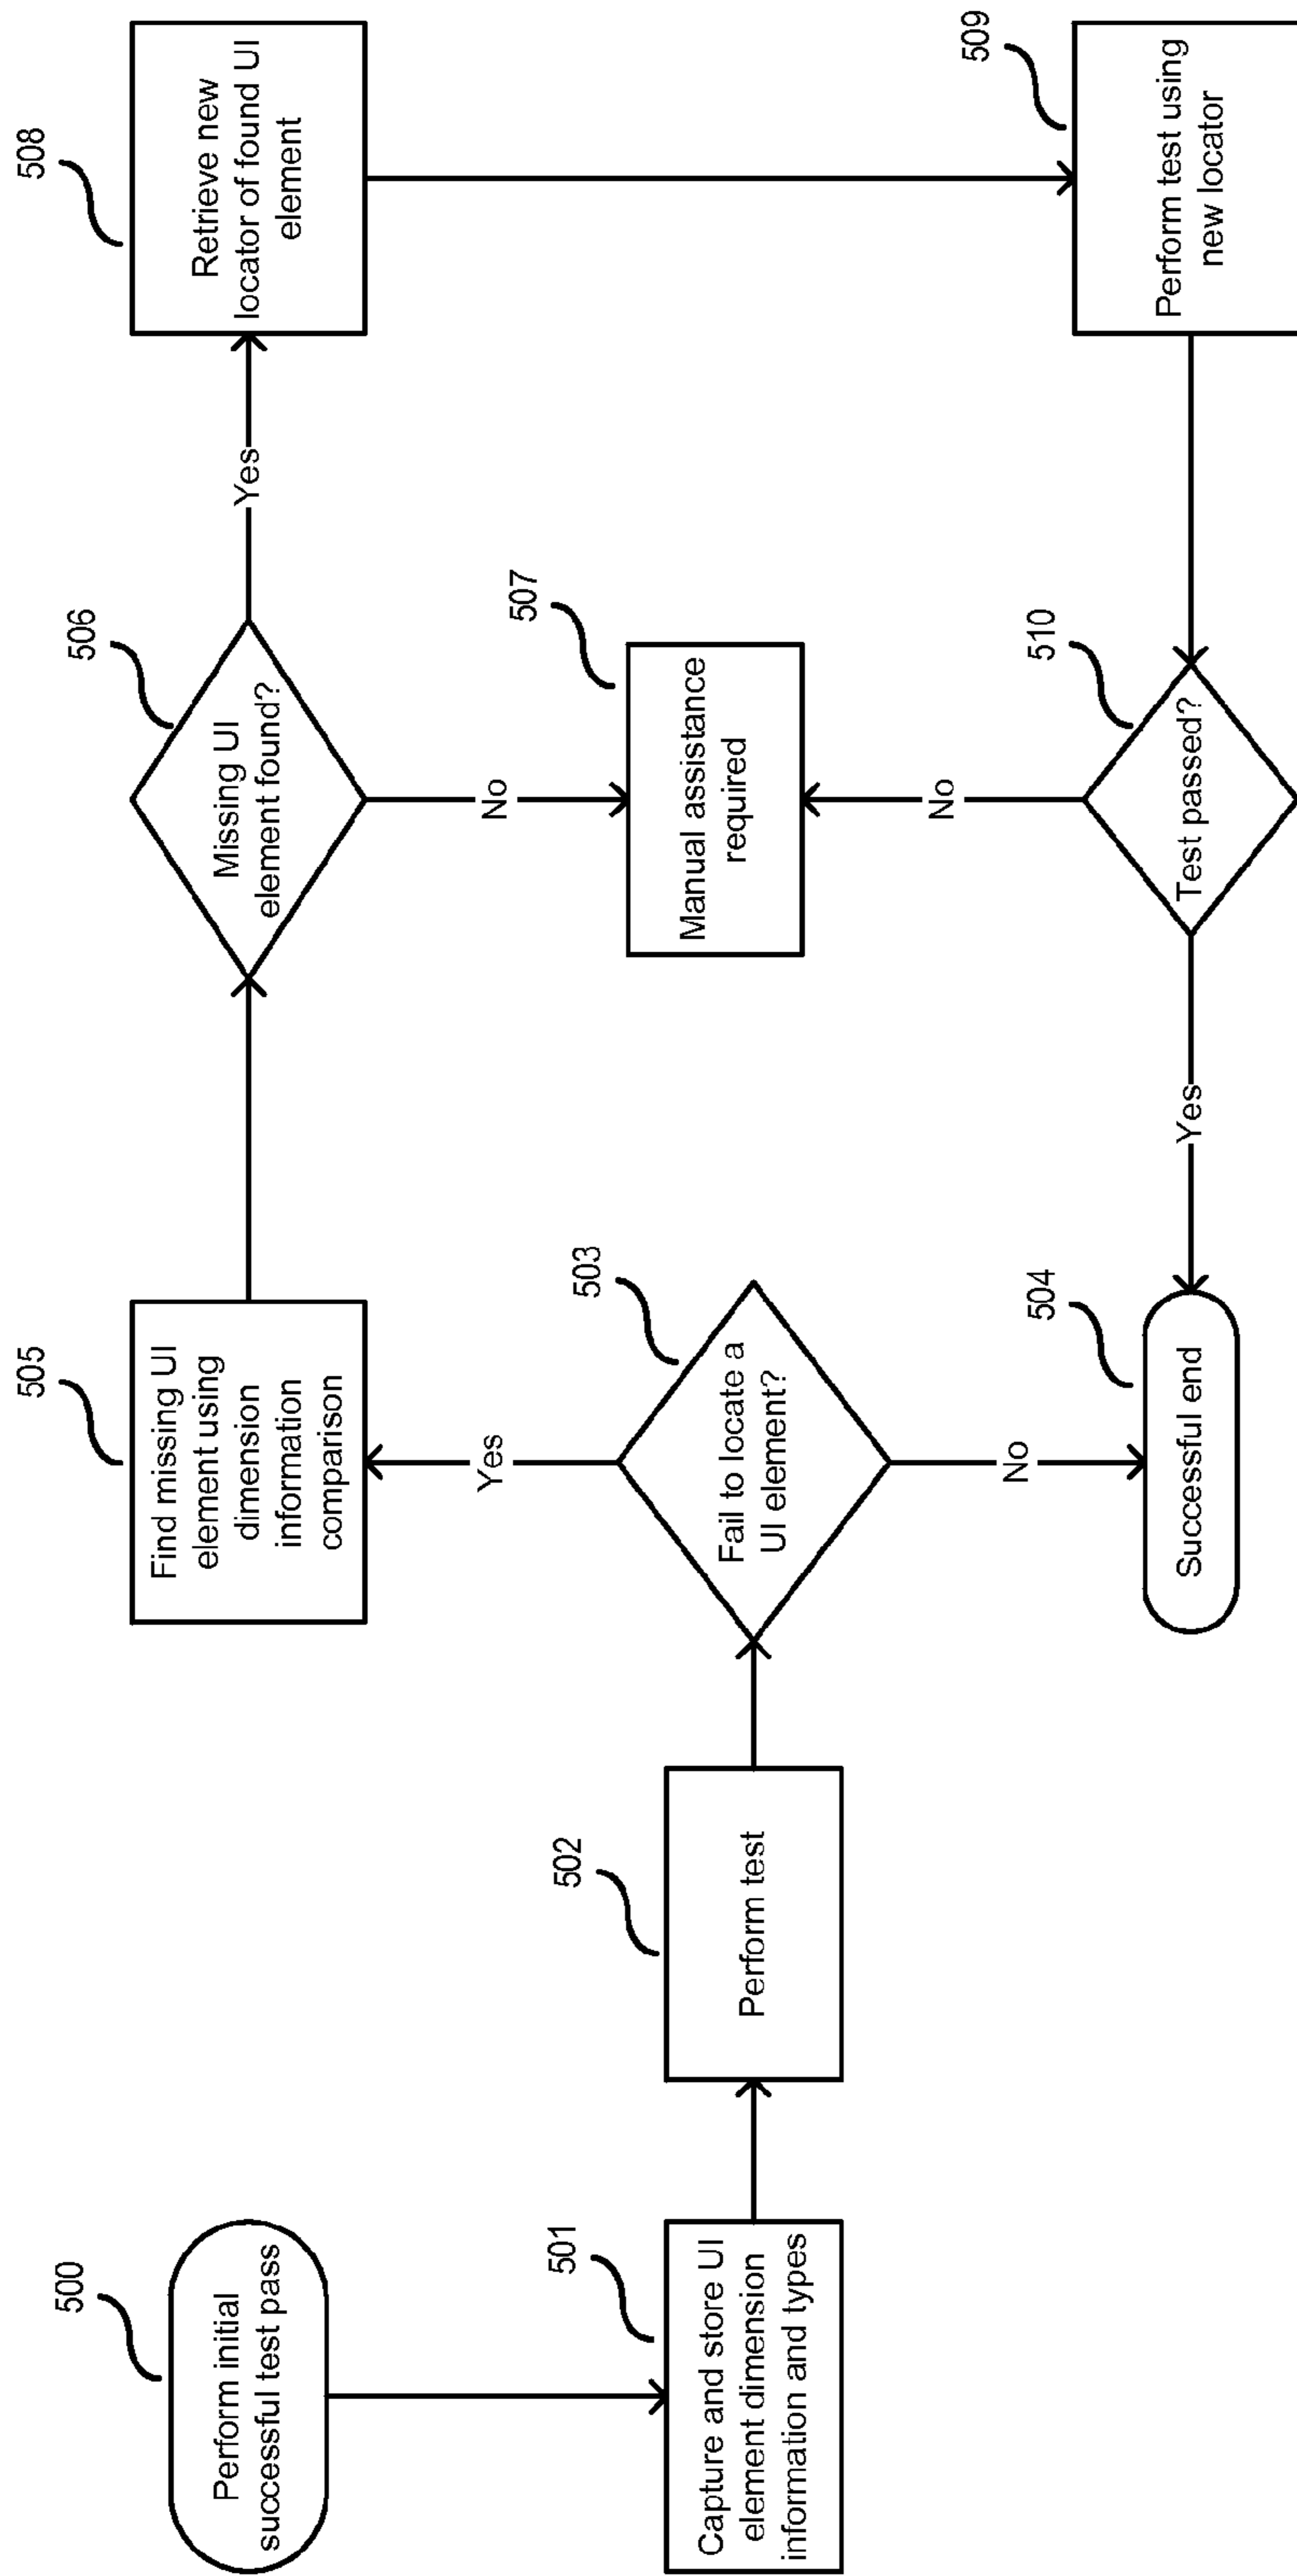 500
Perform initial
successful test pass
501
Capture and store UI
element dimension
information and types
502
Perform test
503
Fail to locate a
UI element?
Yes
No
504
Successful end
505
Find missing UI
element using
dimension
information
comparison
506
Missing UI
element found?
Yes
No
507
Manual assistance
required
508
Retrieve new
locator of found UI
element
509
Perform test using
new locator
510
Test passed?
No
Yes